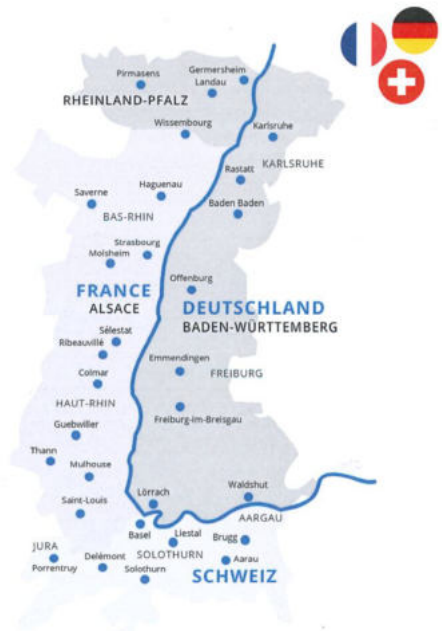 Pirmasens
Germersheim
Landau
RHEINLAND-PFALZ
Wissembourg
Karlsruhe
KARLSRUHE
Rastatt
Haguenau
Saverne
Baden Baden
BAS-RHIN
Strasbourg
Molsheim
Offenburg
FRANCE
ALSACE
DEUTSCHLAND
BADEN-WÜRTTEMBERG
Sélestat
Ribeauvillé
Emmendingen
Colmar
FREIBURG
HAUT-RHIN
Freiburg-im-Breisgau
Guebwiller
Thann
Mulhouse
Lörrach
Waldshut
Saint-Louis
AARGAU
Basel
Liestal
Brugg
JURA
Delémont
SOLOTHURN
Aarau
Porrentruy
Solothurn
SCHWEIZ